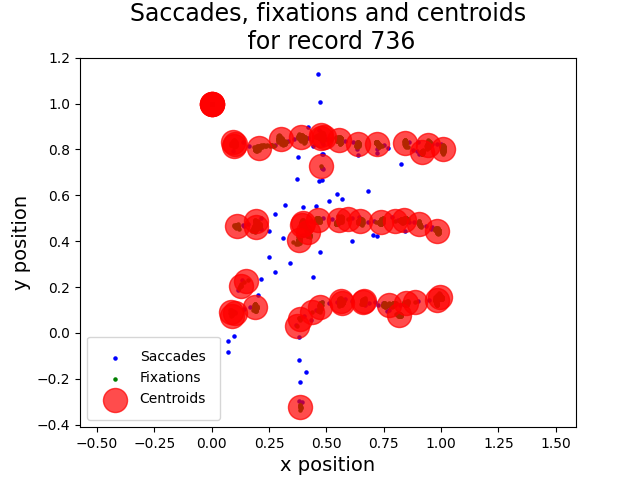 Saccades, fixations and centroids
for record 736
y position
1.2
1.0
0.8
0.6
0.4
0.2
0.0
−0.2
−0.4
Saccades
Fixations
Centroids
−0.50
−0.25
0.00
0.25
0.50
0.75
1.00
1.25
1.50
x position